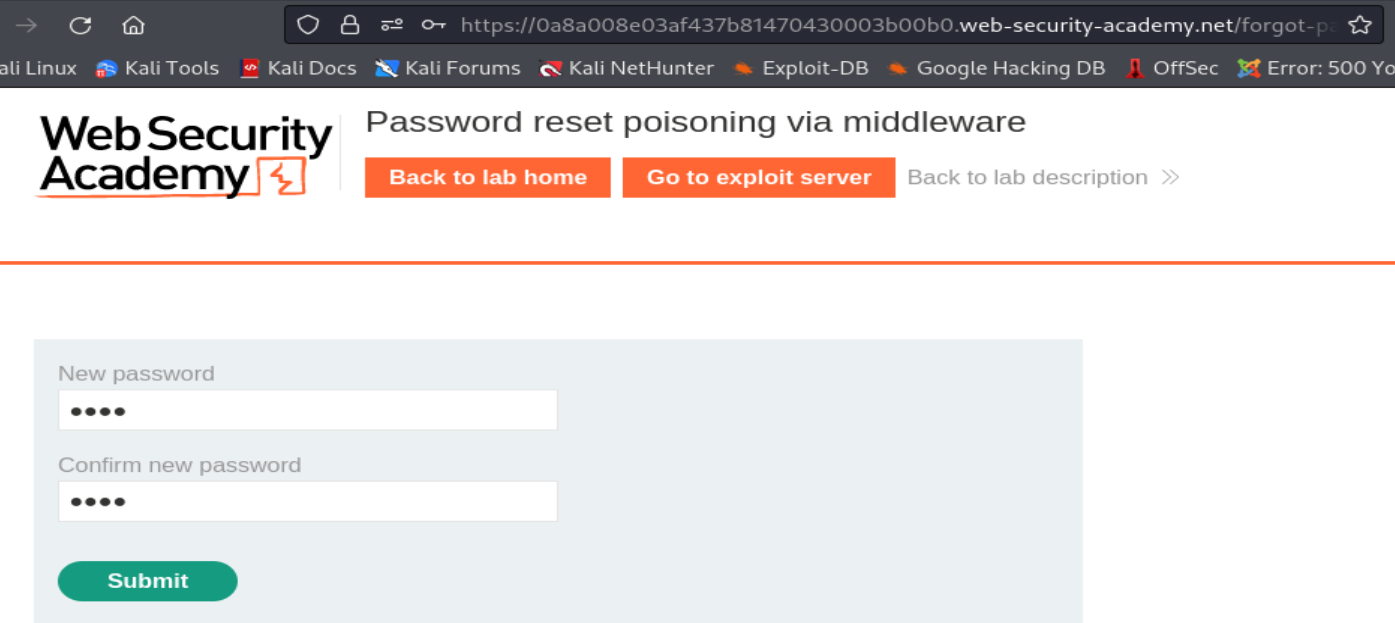 https://0a8a008e03af437b81470430003b00b0.web-security-academy.net/forgot-pa
ali Linux Kali Tools Kali Docs Kali Forums Kali NetHunter Exploit-DB Google Hacking DB OffSec Error: 500 Yo
Web Security
Academy
Password reset poisoning via middleware
Back to lab home Go to exploit server Back to lab description
New password
Confirm new password
Submit